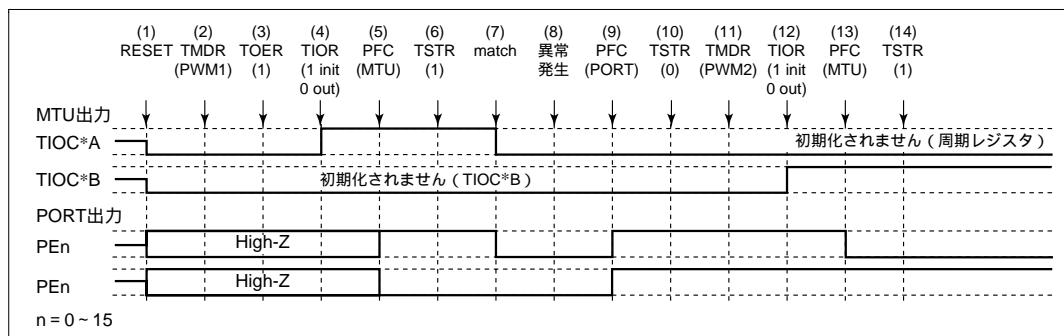 (1) (2) (3) (4) (5) (6) (7) (8) (9) (10) (11) (12) (13) (14)
RESET TMDR TOER TIOR PFC TSTR match 異常 PFC TSTR TMDR TIOR PFC TSTR
(PWM1) (1) (1 init (MTU) (1) 発生 (PORT) (0) (PWM2) (1 init (MTU) (1)
0 out) 0 out)
MTU出力
TIOC*A 初期化されません（周期レジスタ）
TIOC*B 初期化されません（TIOC*B）
PORT出力
PEn High-Z
PEn High-Z
n = 0 ~ 15